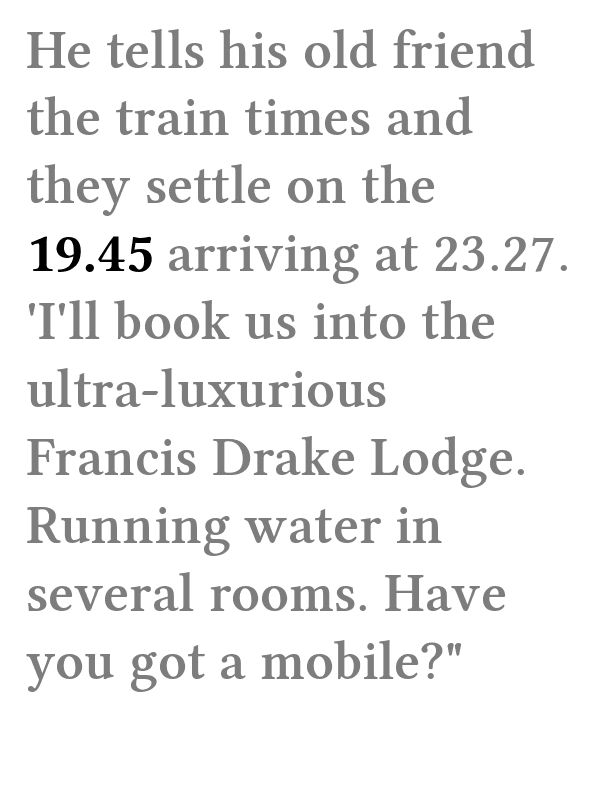 He tells his old friend
the train times and
they settle on the
19.45 arriving at 23.27.
'I'll book us into the
ultra-luxurious
Francis Drake Lodge.
Running water in
several rooms. Have
you got a mobile?"